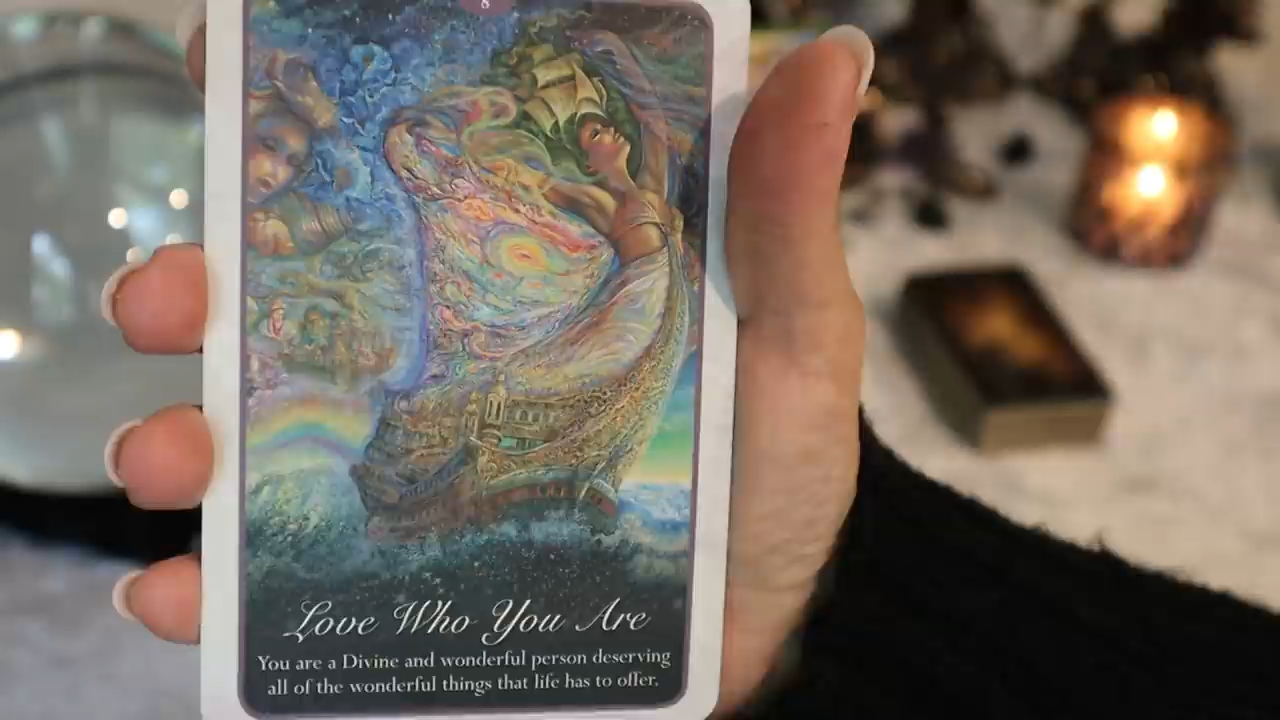 8
Love Who You Are
You are a Divine and wonderful person deserving
all of the wonderful things that life has to offer.